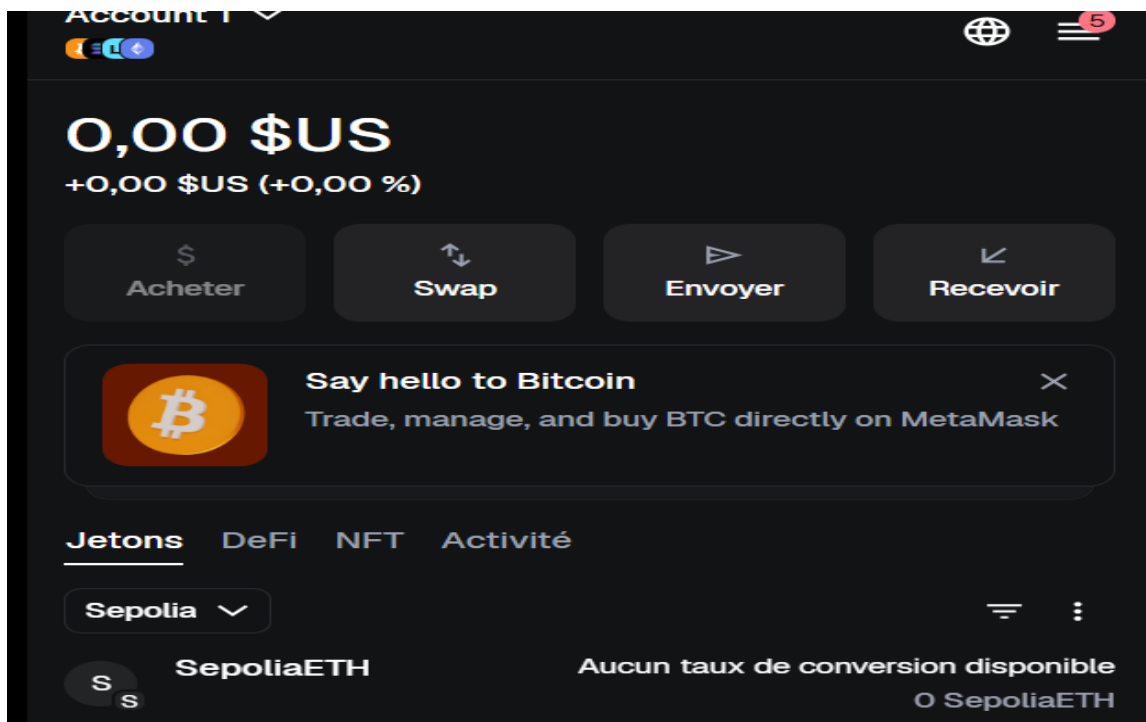 Account 1
5
0,00 $US
+0,00 $US (+0,00 %)
$
Acheter
Swap
Envoyer
Recevoir
Say hello to Bitcoin
Trade, manage, and buy BTC directly on MetaMask
Jetons DeFi NFT Activité
Sepolia
S
S
SepoliaETH
Aucun taux de conversion disponible
0 SepoliaETH